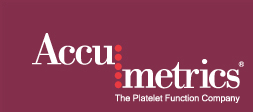 Accu
metrics®
The Platelet Function Company